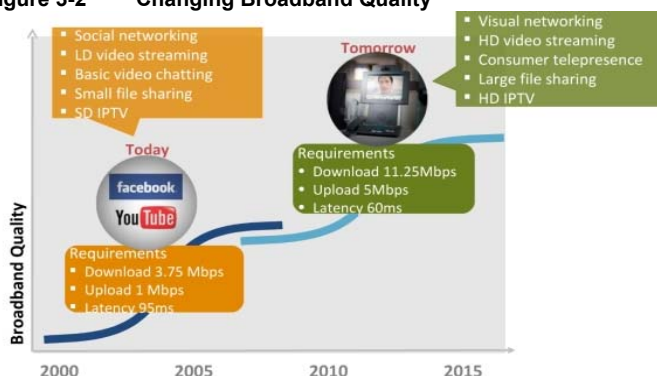 igure 3-2 Changing Broadband Quality
Social networking
LD video streaming
Basic video chatting
Small file sharing
SD IPTV
Visual networking
HD video streaming
Consumer telepresence
Large file sharing
HD IPTV
Tomorrow
Today
facebook
You Tube
Requirements
Download 11.25Mbps
Upload 5Mbps
Latency 60ms
Requirements
Download 3.75 Mbps
Upload 1 Mbps
Latency 95ms
Broadband Quality
2000 2005 2010 2015